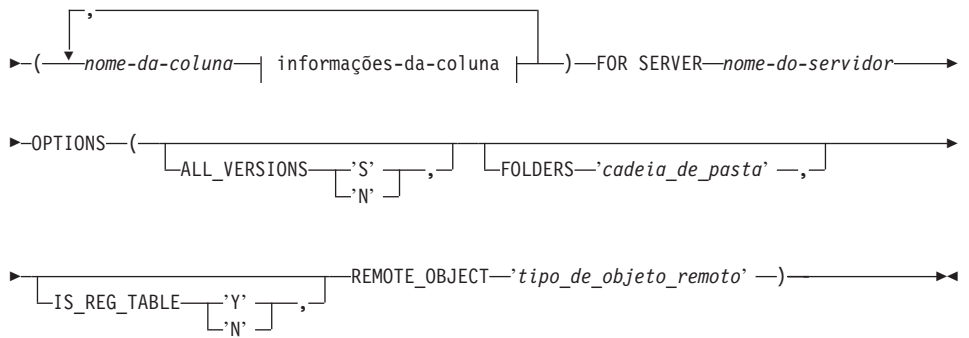 ,
( nome-da-coluna informações-da-coluna ) FOR SERVER nome-do-servidor
OPTIONS ( ALL_VERSIONS 'S' , FOLDERS 'cadeia_de_pasta' ,
'N'
IS_REG_TABLE 'Y' , REMOTE_OBJECT 'tipo_de_objeto_remoto' )
'N'